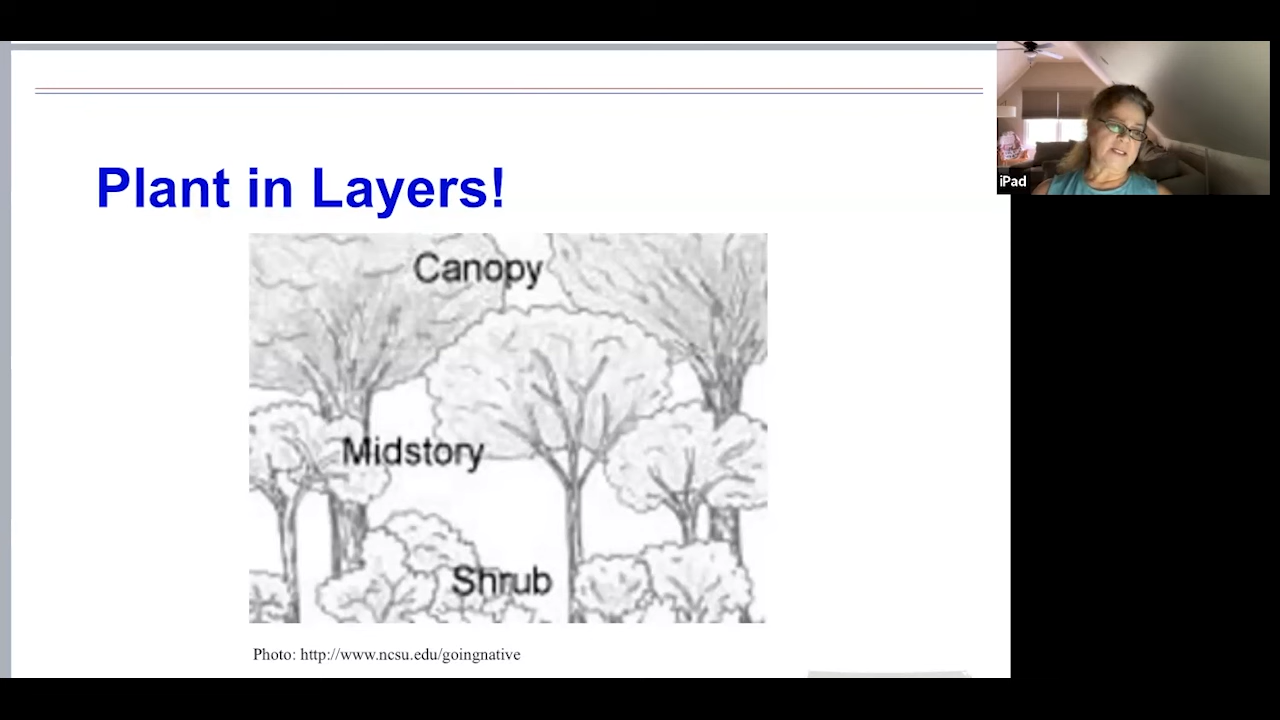 Plant in Layers!
Canopy
Midstory
Shrub
Photo: http://www.ncsu.edu/goingnative
iPad